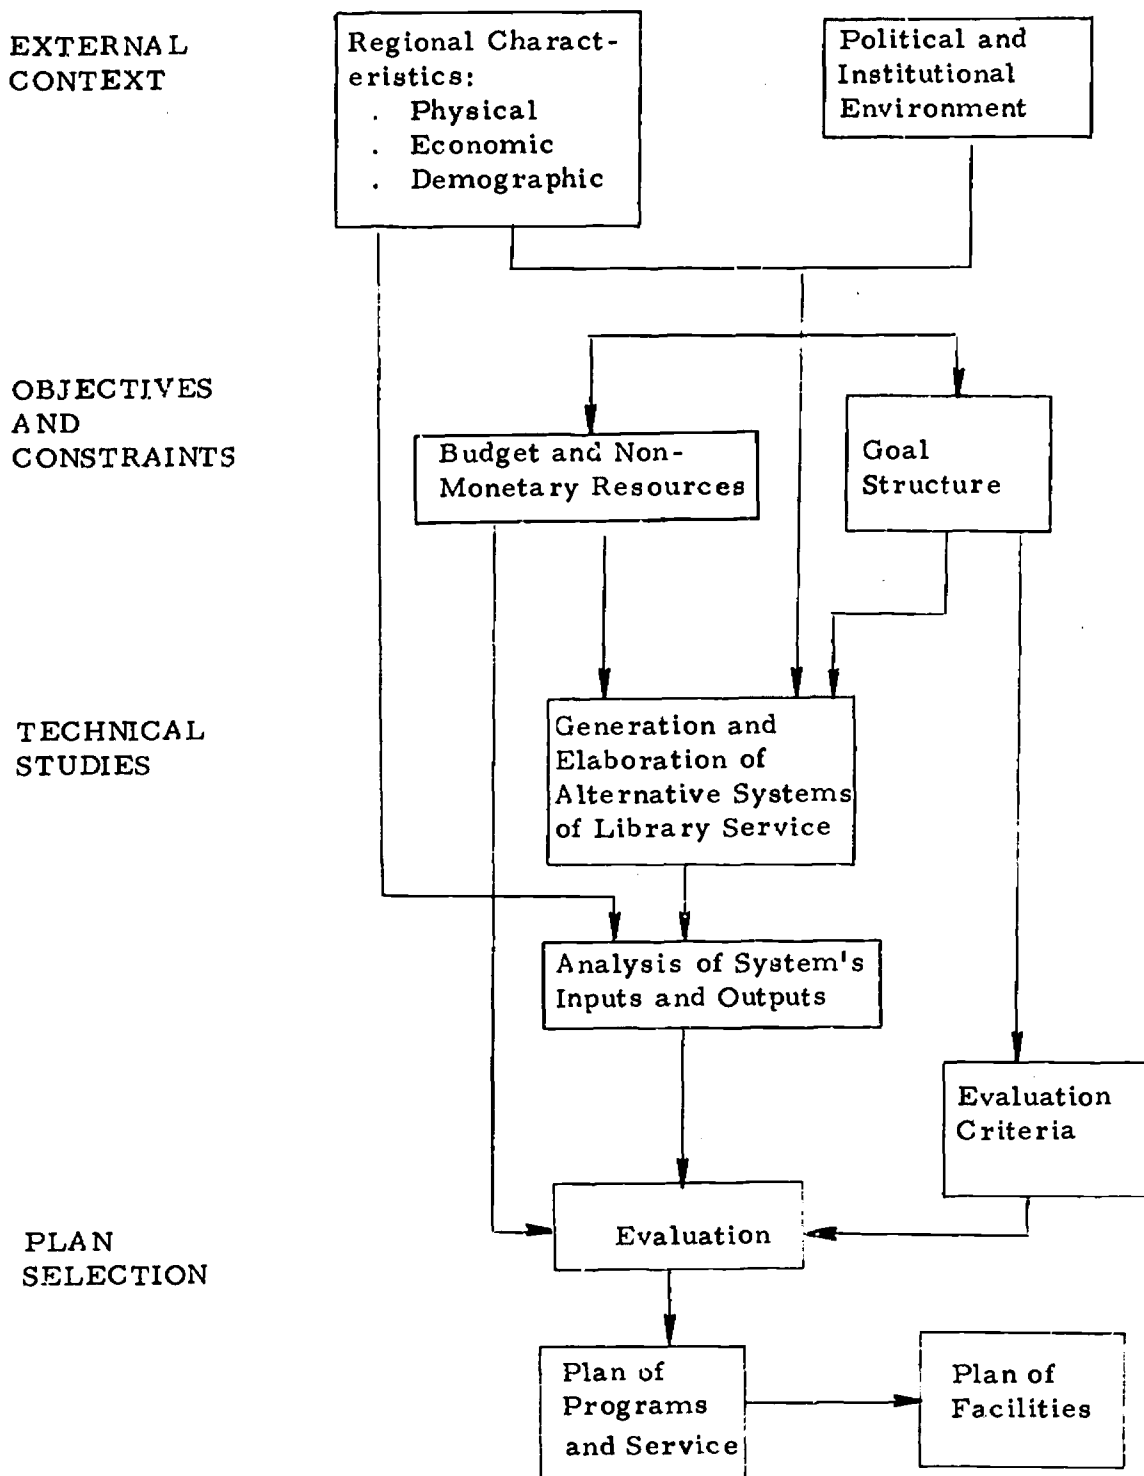 EXTERNAL
CONTEXT
Regional Charact-
eristics:
. Physical
. Economic
. Demographic
Political and
Institutional
Environment
OBJECTIVES
AND
CONSTRAINTS
Budget and Non-
Monetary Resources
Goal
Structure
TECHNICAL
STUDIES
Generation and
Elaboration of
Alternative Systems
of Library Service
Analysis of System's
Inputs and Outputs
Evaluation
Criteria
PLAN
SELECTION
Evaluation
Plan of
Programs
and Service
Plan of
Facilities